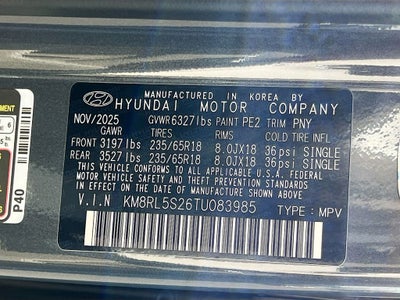 MANUFACTURED IN KOREA BY
HYUNDAI MOTOR COMPANY
NOV/2025 GVWR 6327lbs PAINT PE2 TRIM PNY
GAWR TIRES RIMS COLD TIRE INFL
FRONT 3197lbs 235/65R18 8.0JX18 36psi SINGLE
REAR 3527lbs 235/65R18 8.0JX18 36psi SINGLE
THIS VEHICLE CONFORMS TO ALL APPLICABLE U.S.A.
FEDERAL MOTOR VEHICLE SAFETY, BUMPER, AND
THEFT PREVENTION STANDARDS IN EFFECT ON THE
DATE OF MANUFACTURE SHOWN ABOVE.
V.I.N KM8RL5S26TU083985 TYPE: MPV
P40